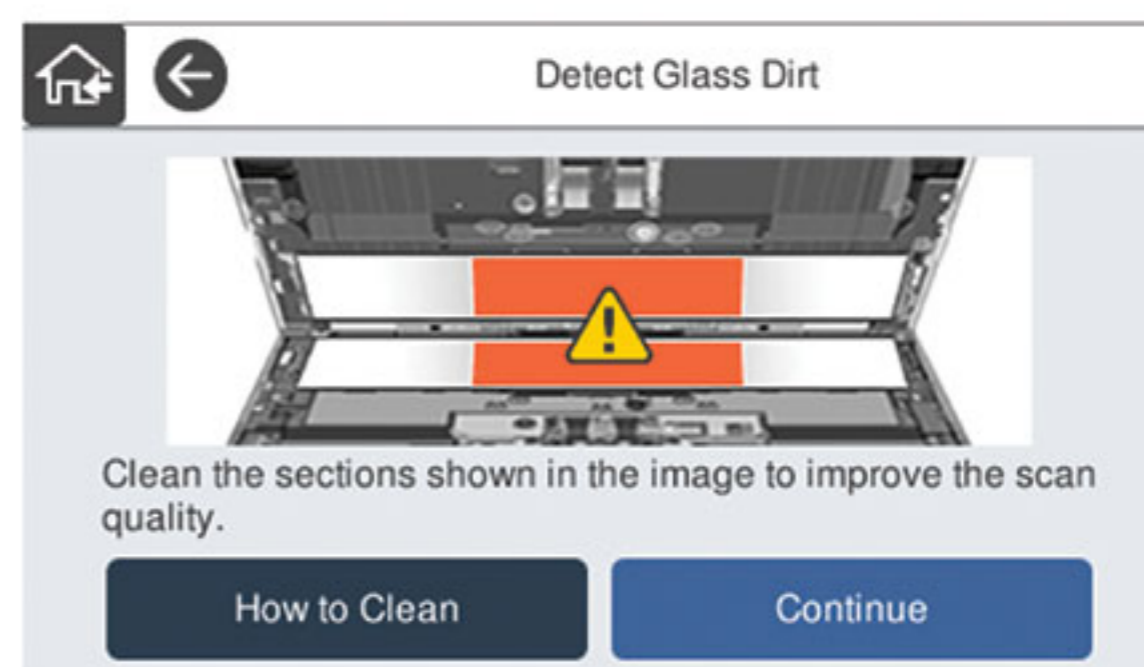 Detect Glass Dirt
Clean the sections shown in the image to improve the scan
quality.
How to Clean
Continue